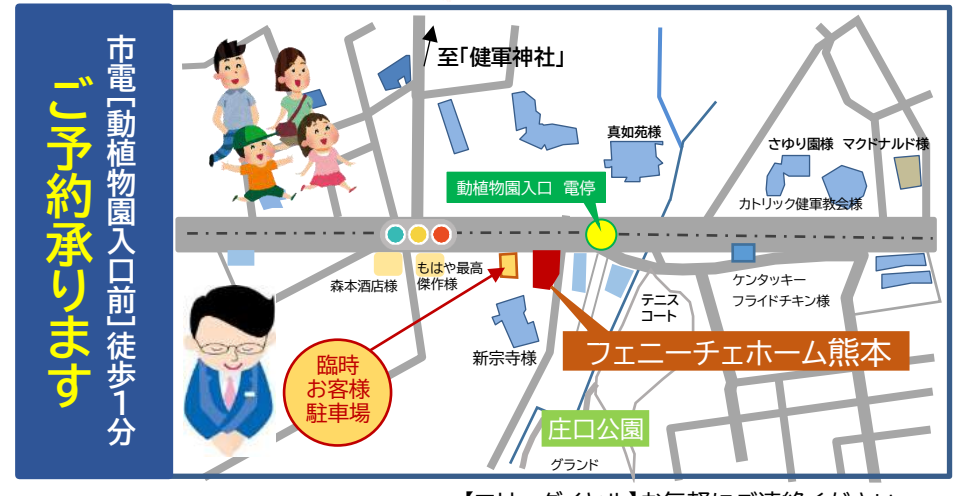 市電[動植物園入口前]徒歩1分
ご予約承ります
至「健軍神社」
真如苑様
さゆり園様
マクドナルド様
動植物園入口 電停
カトリック健軍教会様
森本酒店様
もはや最高
傑作様
ケンタッキー
フライドチキン様
テニス
コート
新宗寺様
フェニーチェホーム熊本
臨時
お客様
駐車場
庄口公園
グランド